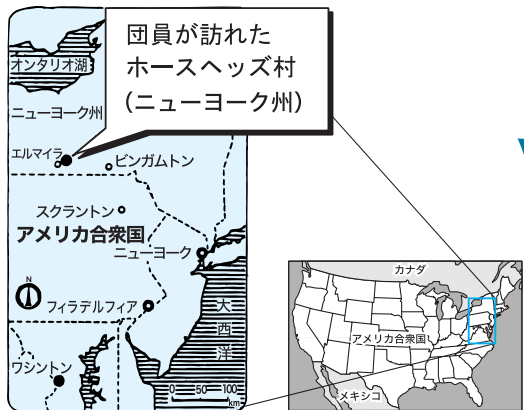 団員が訪れた
ホースヘッズ村
(ニューヨーク州)
オンタリオ湖
ニューヨーク州
エルマイラ
ビンガムトン
スクラントン
アメリカ合衆国
ニューヨーク
N
フィラデルフィア
大西洋
ワシントン
0 50 100
km
カナダ
アメリカ合衆国
メキシコ